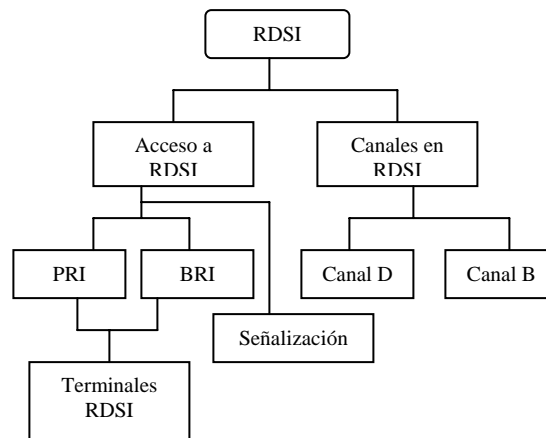 RDSI
Acceso a
RDSI
Canales en
RDSI
PRI
BRI
Canal D
Canal B
Señalización
Terminales
RDSI